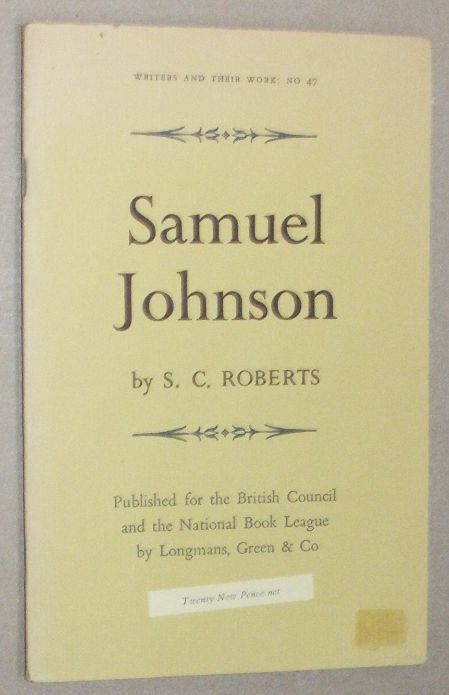 WRITERS AND THEIR WORK: NO 47
Samuel
Johnson
by S. C. ROBERTS
Published for the British Council
and the National Book League
by Longmans, Green & Co
Twenty New Pence net